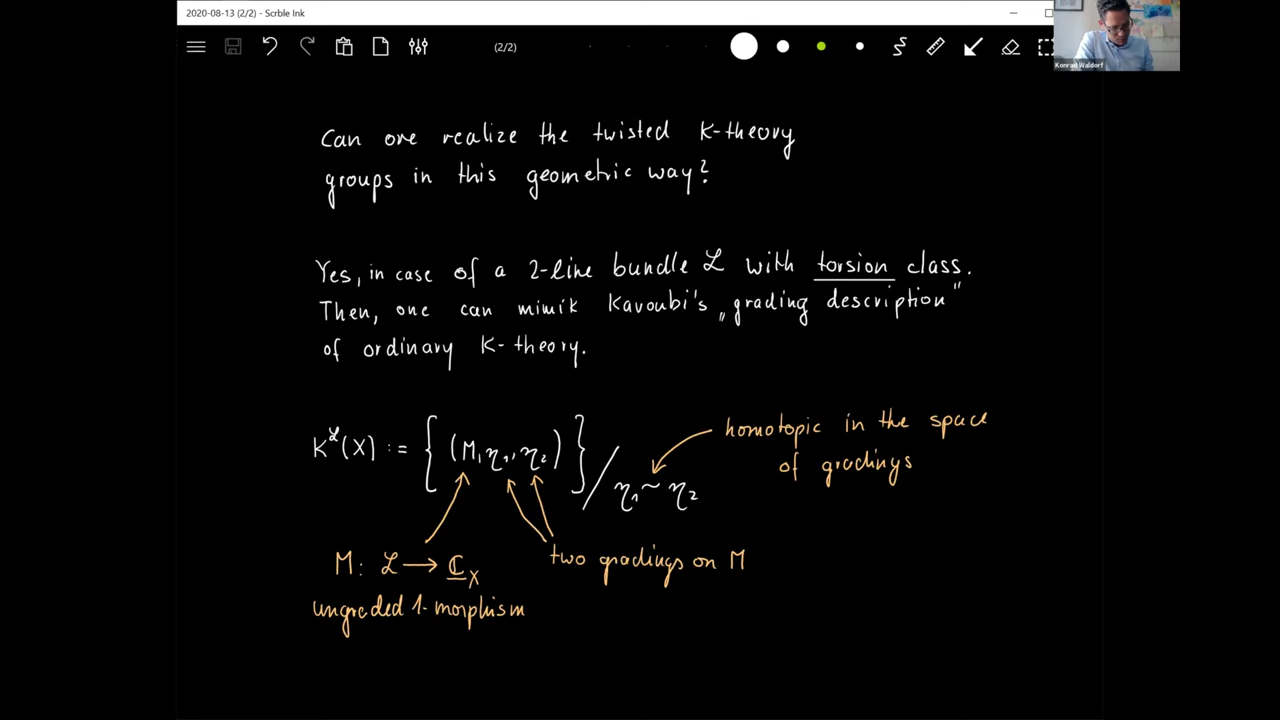 2020-08-13 (2/2) - Scrble Ink
(2/2)
Konrad Waldorf
Can one realize the twisted K-theory
groups in this geometric way?
Yes, in case of a 2-line bundle ℒ with torsion class.
Then, one can mimik Karoubi's „grading description"
of ordinary K-theory.
K^ℒ(X) := { (M, η₁, η₂) } / η₁ ~ η₂
homotopic in the space
of gradings
M: ℒ → ℂ_X
two gradings on M
ungraded 1-morphism